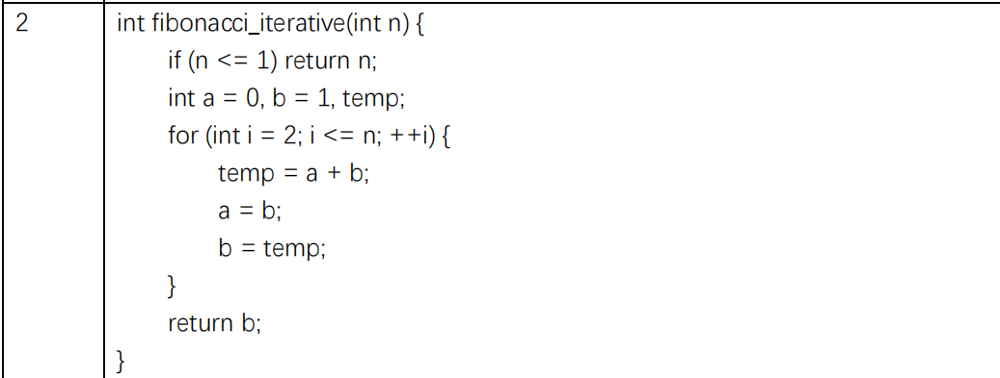 2
int fibonacci_iterative(int n) {
if (n <= 1) return n;
int a = 0, b = 1, temp;
for (int i = 2; i <= n; ++i) {
temp = a + b;
a = b;
b = temp;
}
return b;
}